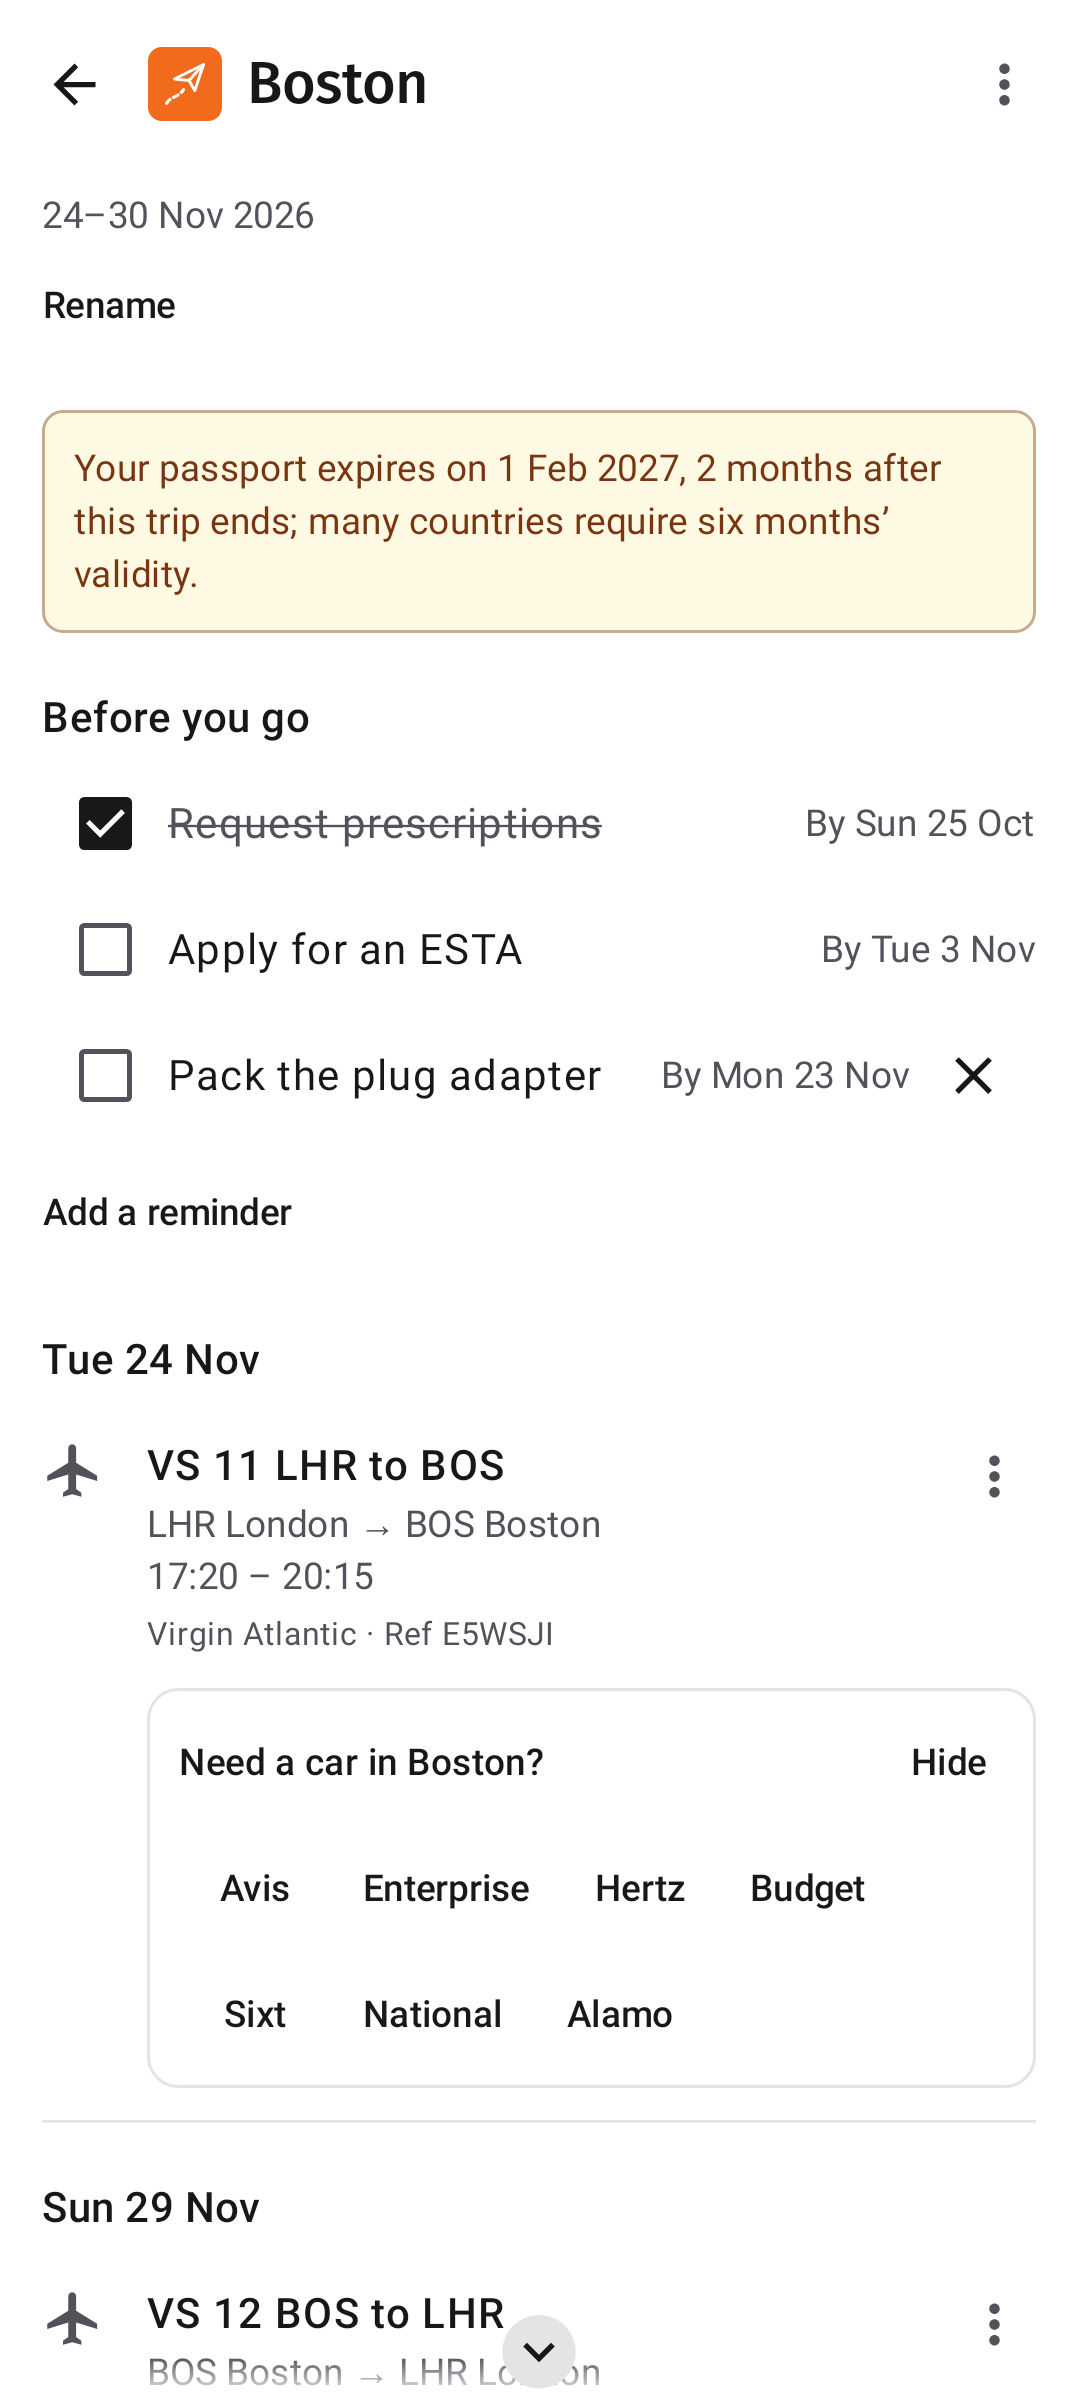 Boston
24–30 Nov 2026
Rename
Your passport expires on 1 Feb 2027, 2 months after
this trip ends; many countries require six months’
validity.
Before you go
Request prescriptions By Sun 25 Oct
Apply for an ESTA By Tue 3 Nov
Pack the plug adapter By Mon 23 Nov
Add a reminder
Tue 24 Nov
VS 11 LHR to BOS
LHR London → BOS Boston
17:20 – 20:15
Virgin Atlantic · Ref E5WSJI
Need a car in Boston? Hide
Avis Enterprise Hertz Budget
Sixt National Alamo
Sun 29 Nov
VS 12 BOS to LHR
BOS Boston → LHR